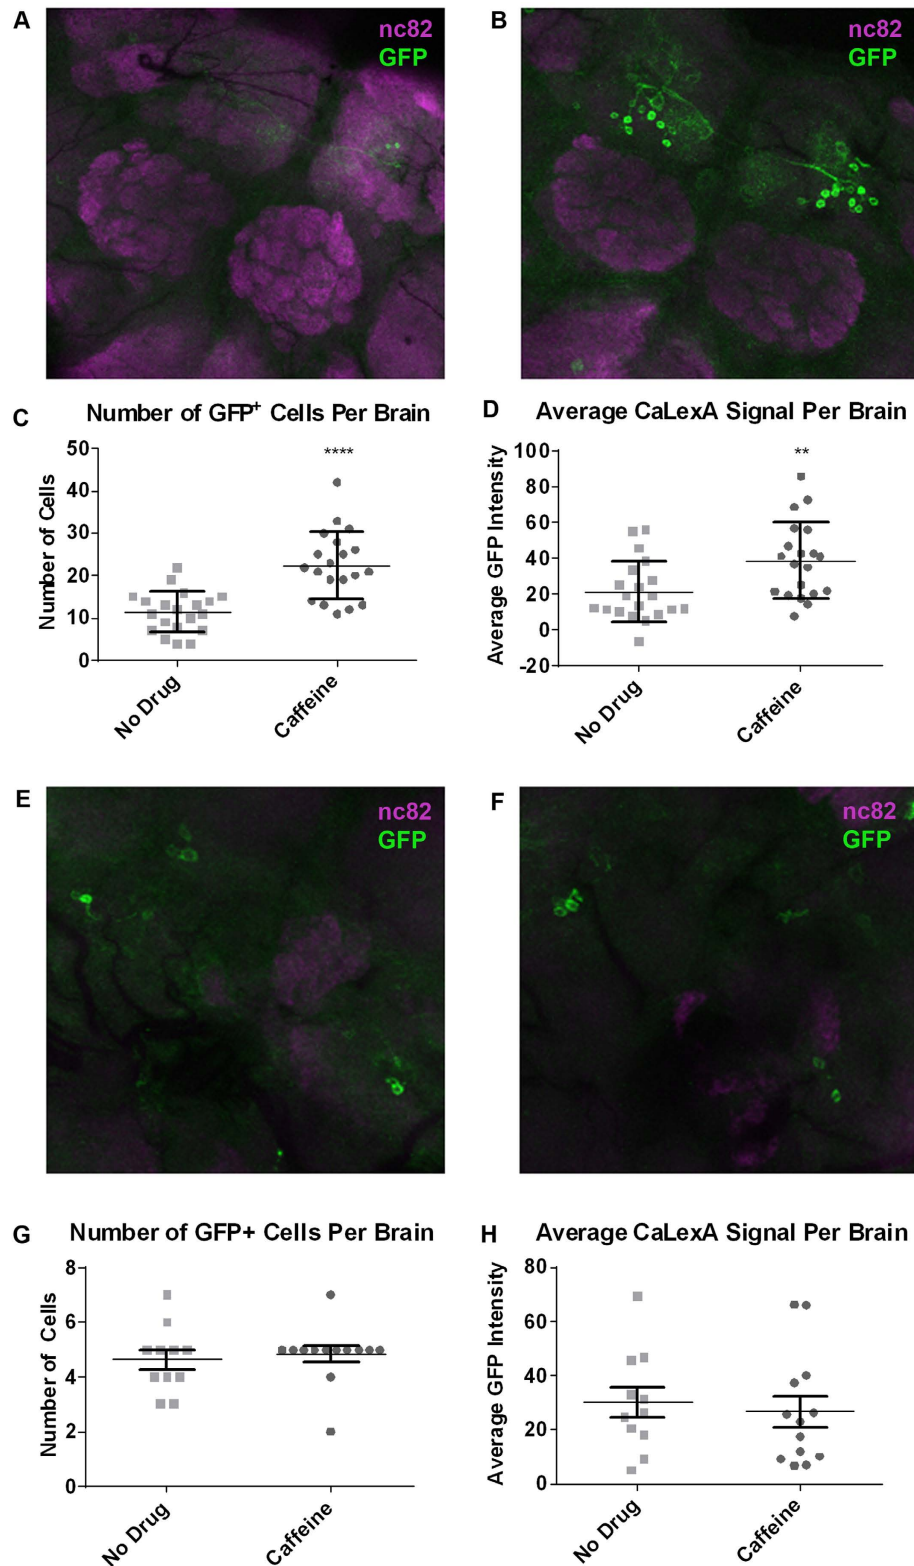 A
nc82
GFP
B
nc82
GFP
C
Number of GFP+ Cells Per Brain
Number of Cells
50
40
30
20
10
0
****
No Drug
Caffeine
D
Average CaLexA Signal Per Brain
Average GFP Intensity
100
80
60
40
20
0
-20
**
No Drug
Caffeine
E
nc82
GFP
F
nc82
GFP
G
Number of GFP+ Cells Per Brain
Number of Cells
8
6
4
2
0
No Drug
Caffeine
H
Average CaLexA Signal Per Brain
Average GFP Intensity
80
60
40
20
0
No Drug
Caffeine